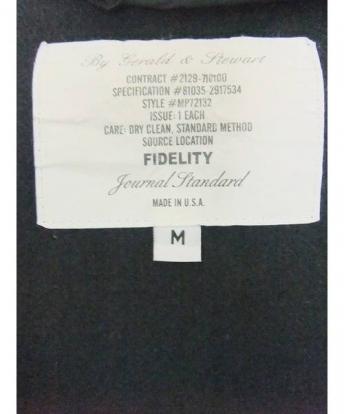 By Gerald & Stewart
CONTRACT #2129-710100
SPECIFICATION #81035-2917534
STYLE #MP72132
ISSUE: 1 EACH
CARE: DRY CLEAN, STANDARD METHOD
SOURCE LOCATION
FIDELITY
Journal Standard
MADE IN U.S.A.
M